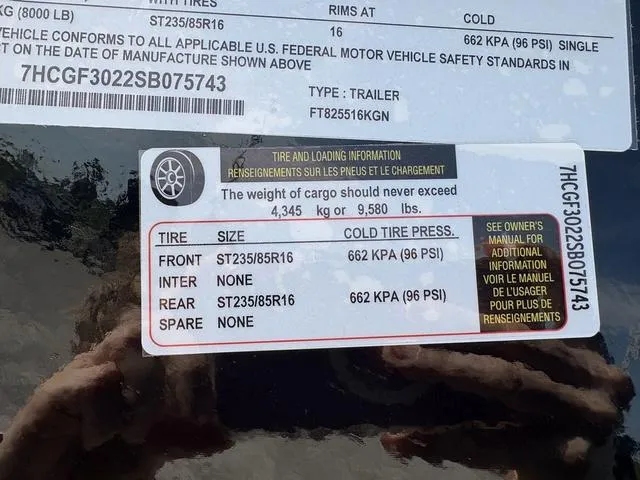 KG (8000 LB) WITH TIRES RIMS AT COLD
ST235/85R16 16 662 KPA (96 PSI) SINGLE
VEHICLE CONFORMS TO ALL APPLICABLE U.S. FEDERAL MOTOR VEHICLE SAFETY STANDARDS IN
CT ON THE DATE OF MANUFACTURE SHOWN ABOVE
7HCGF3022SB075743
TYPE : TRAILER
FT825516KGN
TIRE AND LOADING INFORMATION
RENSEIGNEMENTS SUR LES PNEUS ET LE CHARGEMENT
The weight of cargo should never exceed
4,345 kg or 9,580 lbs.
TIRE SIZE COLD TIRE PRESS.
FRONT ST235/85R16 662 KPA (96 PSI)
INTER NONE
REAR ST235/85R16 662 KPA (96 PSI)
SPARE NONE
SEE OWNER'S
MANUAL FOR
ADDITIONAL
INFORMATION
VOIR LE MANUEL
DE L'USAGER
POUR PLUS DE
RENSEIGNEMENTS
7HCGF3022SB075743